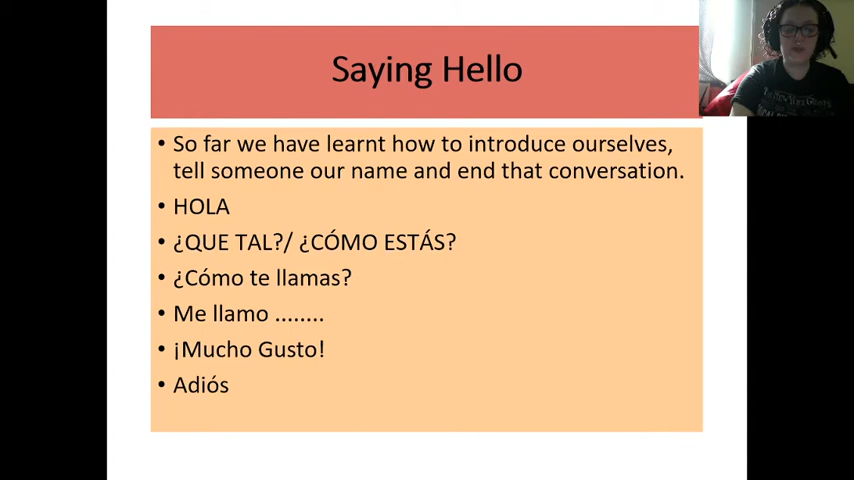 Saying Hello
• So far we have learnt how to introduce ourselves,
tell someone our name and end that conversation.
• HOLA
• ¿QUE TAL?/ ¿CÓMO ESTÁS?
• ¿Cómo te llamas?
• Me llamo ........
• ¡Mucho Gusto!
• Adiós